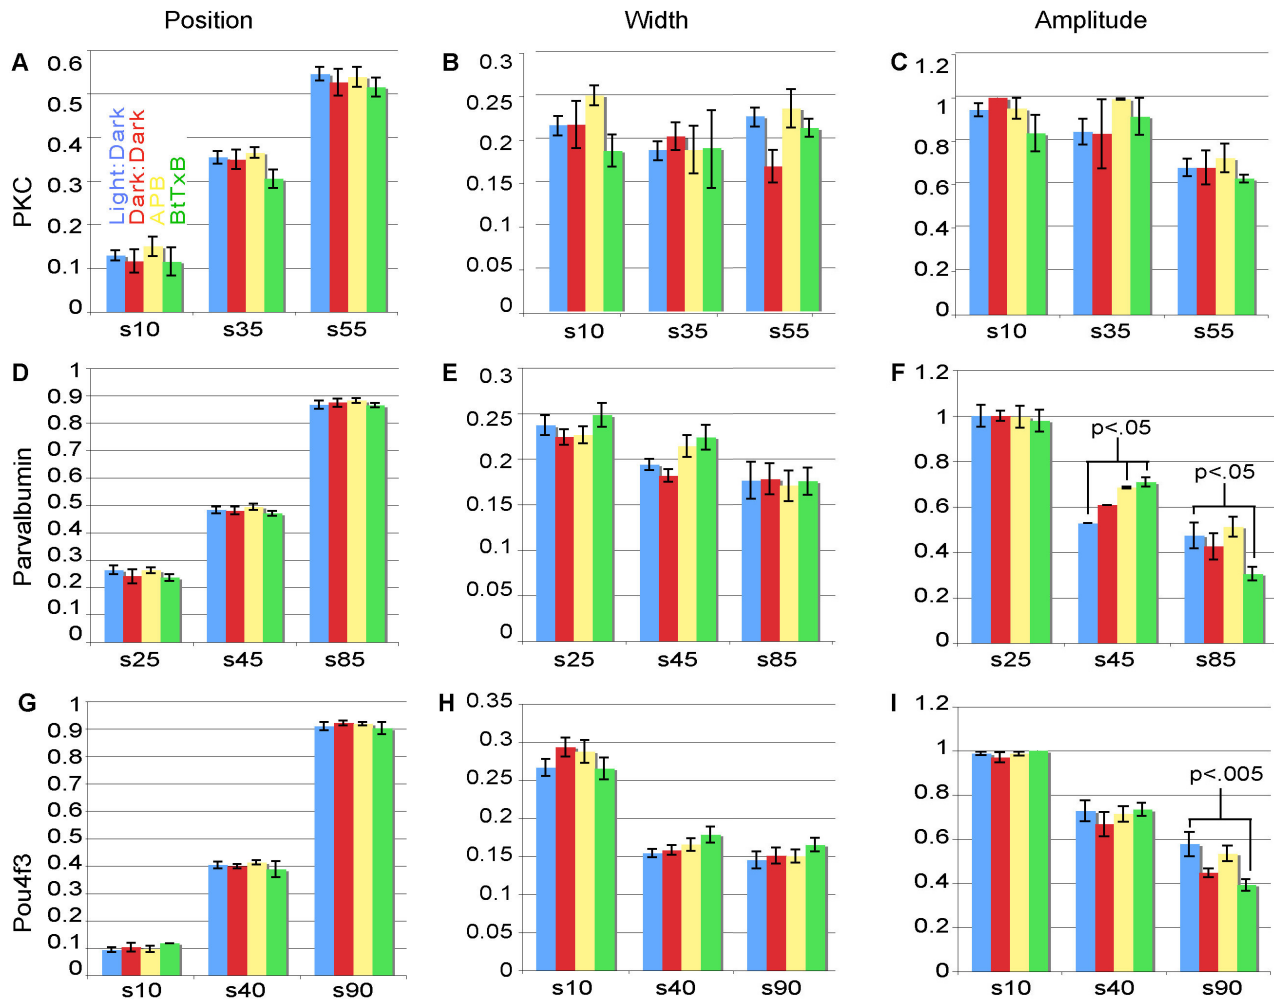 Position Width Amplitude
A
PKC
0.6
0.5
0.4
0.3
0.2
0.1
0
Light:Dark
Dark:Dark
APB
BtTxB
s10 s35 s55
B
0.3
0.25
0.2
0.15
0.1
0.05
0
s10 s35 s55
C
1.2
1
0.8
0.6
0.4
0.2
0
s10 s35 s55
D
Parvalbumin
1
0.9
0.8
0.7
0.6
0.5
0.4
0.3
0.2
0.1
0
s25 s45 s85
E
0.3
0.25
0.2
0.15
0.1
0.05
0
s25 s45 s85
F
1.2
1
0.8
0.6
0.4
0.2
0
p<.05
p<.05
s25 s45 s85
G
Pou4f3
1
0.9
0.8
0.7
0.6
0.5
0.4
0.3
0.2
0.1
0
s10 s40 s90
H
0.35
0.3
0.25
0.2
0.15
0.1
0.05
0
s10 s40 s90
I
1.2
1
0.8
0.6
0.4
0.2
0
p<.005
s10 s40 s90